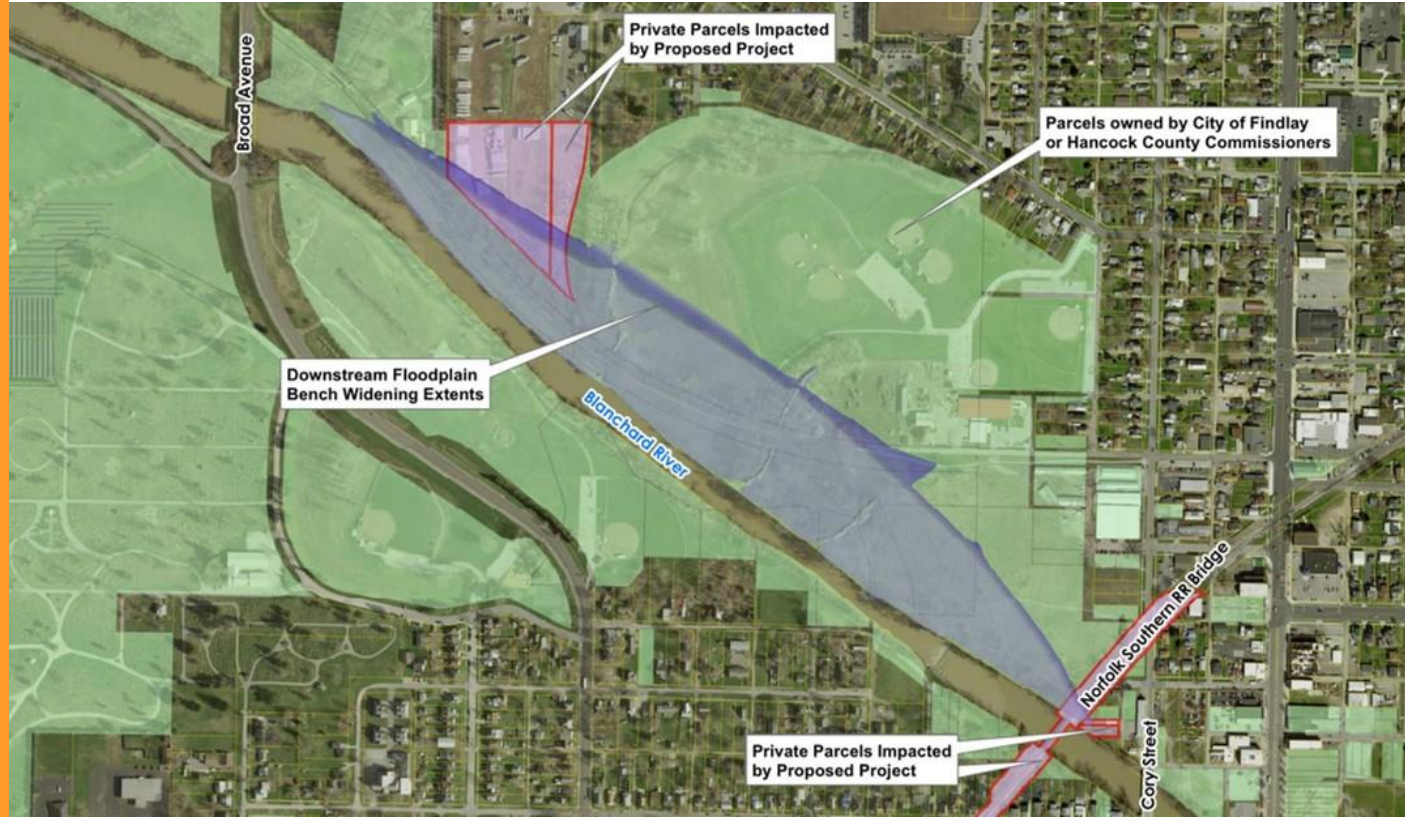 Private Parcels Impacted
by Proposed Project
Broad Avenue
Parcels owned by City of Findlay
or Hancock County Commissioners
Downstream Floodplain
Bench Widening Extents
Blanchard River
Norfolk Southern RR Bridge
Private Parcels Impacted
by Proposed Project
Cory Street